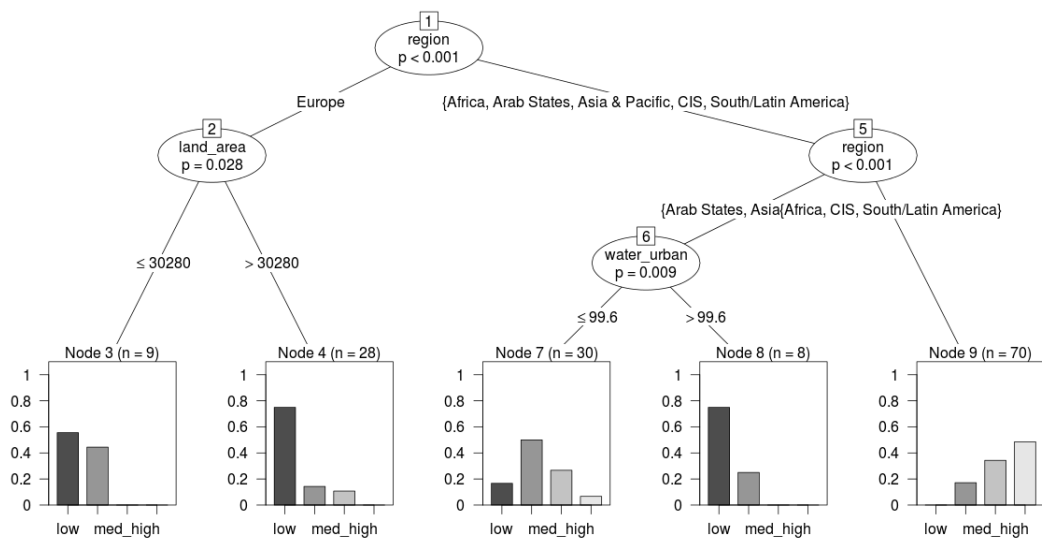 1
region
p < 0.001
Europe
{Africa, Arab States, Asia & Pacific, CIS, South/Latin America}
2
land_area
p = 0.028
5
region
p < 0.001
{Arab States, Asia{Africa, CIS, South/Latin America}
6
water_urban
p = 0.009
≤ 30280
> 30280
≤ 99.6
> 99.6
Node 3 (n = 9)
1
0.8
0.6
0.4
0.2
0
low med_high
Node 4 (n = 28)
1
0.8
0.6
0.4
0.2
0
low med_high
Node 7 (n = 30)
1
0.8
0.6
0.4
0.2
0
low med_high
Node 8 (n = 8)
1
0.8
0.6
0.4
0.2
0
low med_high
Node 9 (n = 70)
1
0.8
0.6
0.4
0.2
0
low med_high